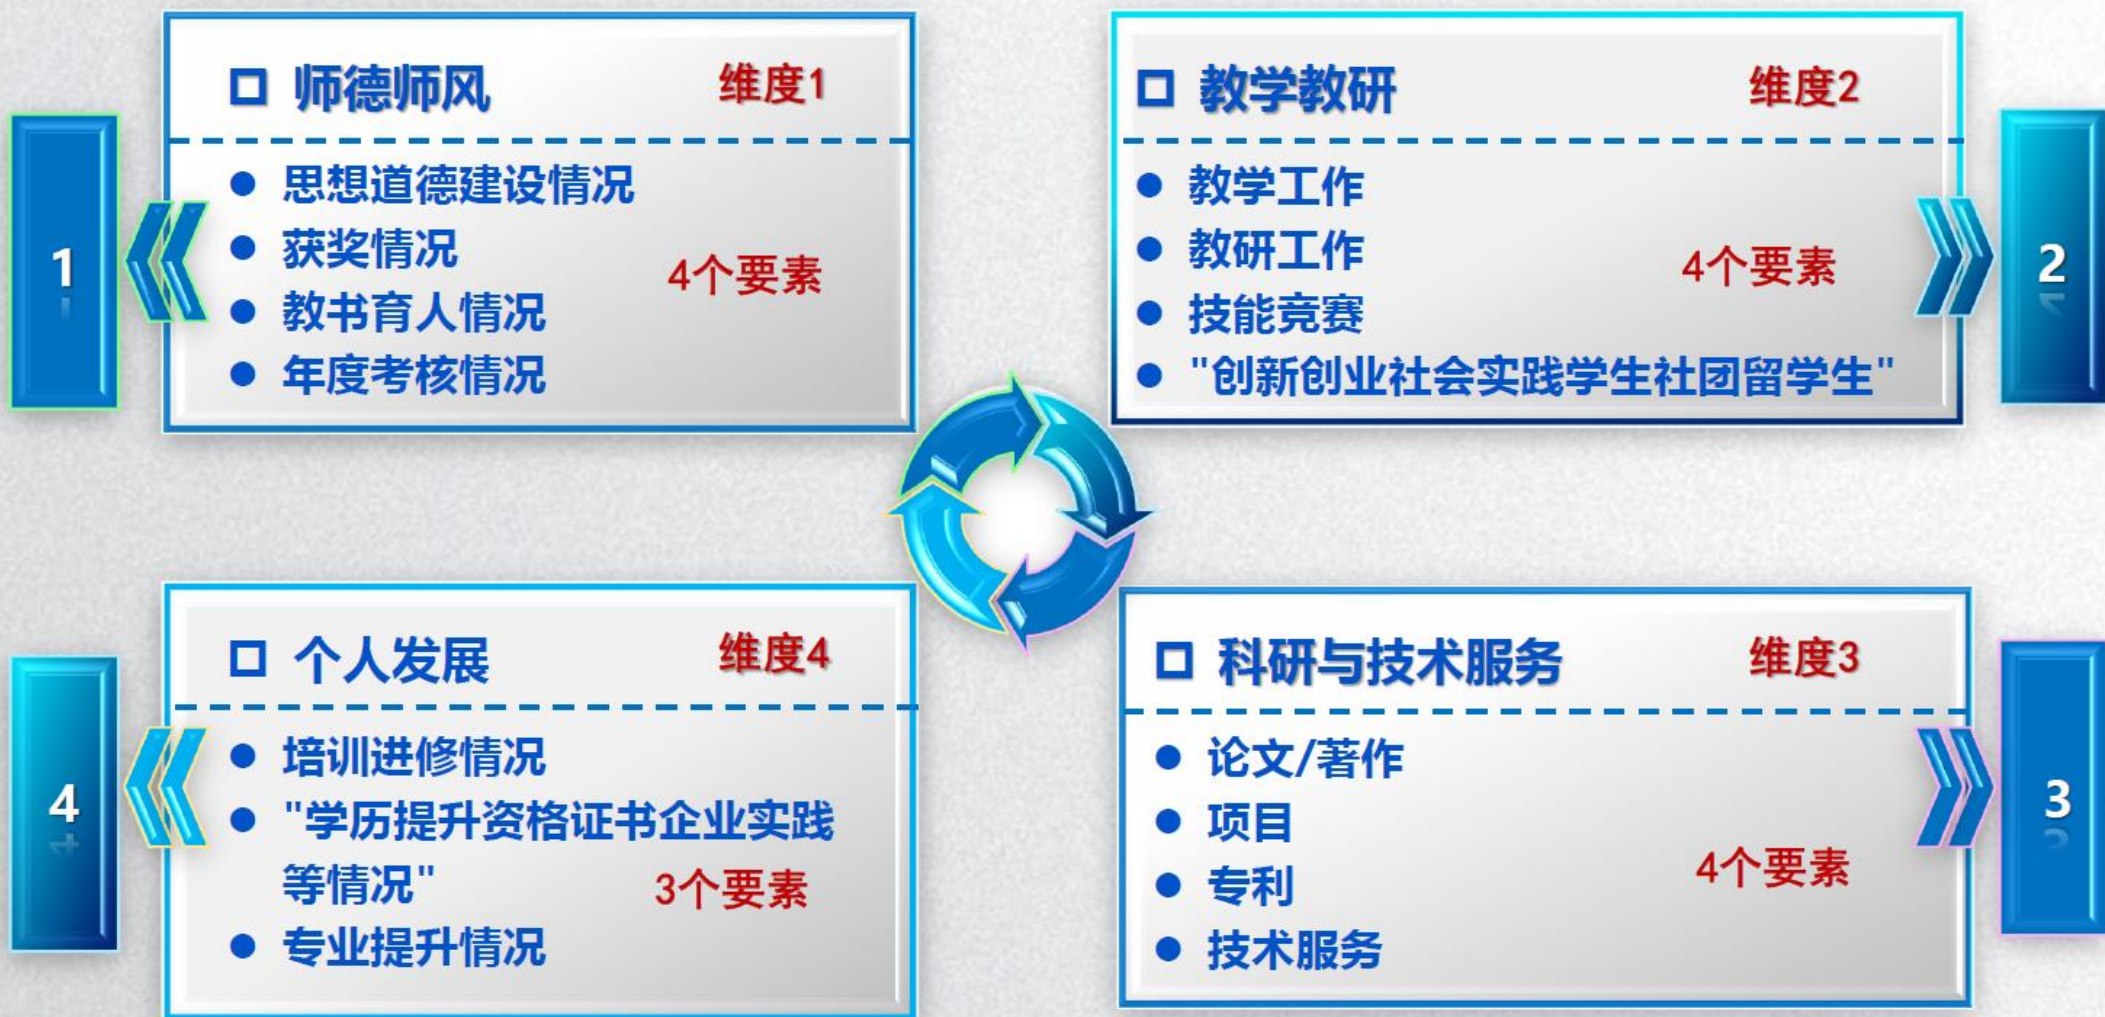 师德师风 维度1
思想道德建设情况
获奖情况
4个要素
教书育人情况
年度考核情况
1
教学教研 维度2
教学工作
教研工作
4个要素
技能竞赛
"创新创业社会实践学生社团留学生"
2
科研与技术服务 维度3
论文/著作
项目
专利
4个要素
技术服务
3
个人发展 维度4
培训进修情况
"学历提升资格证书企业实践
等情况"
3个要素
专业提升情况
4